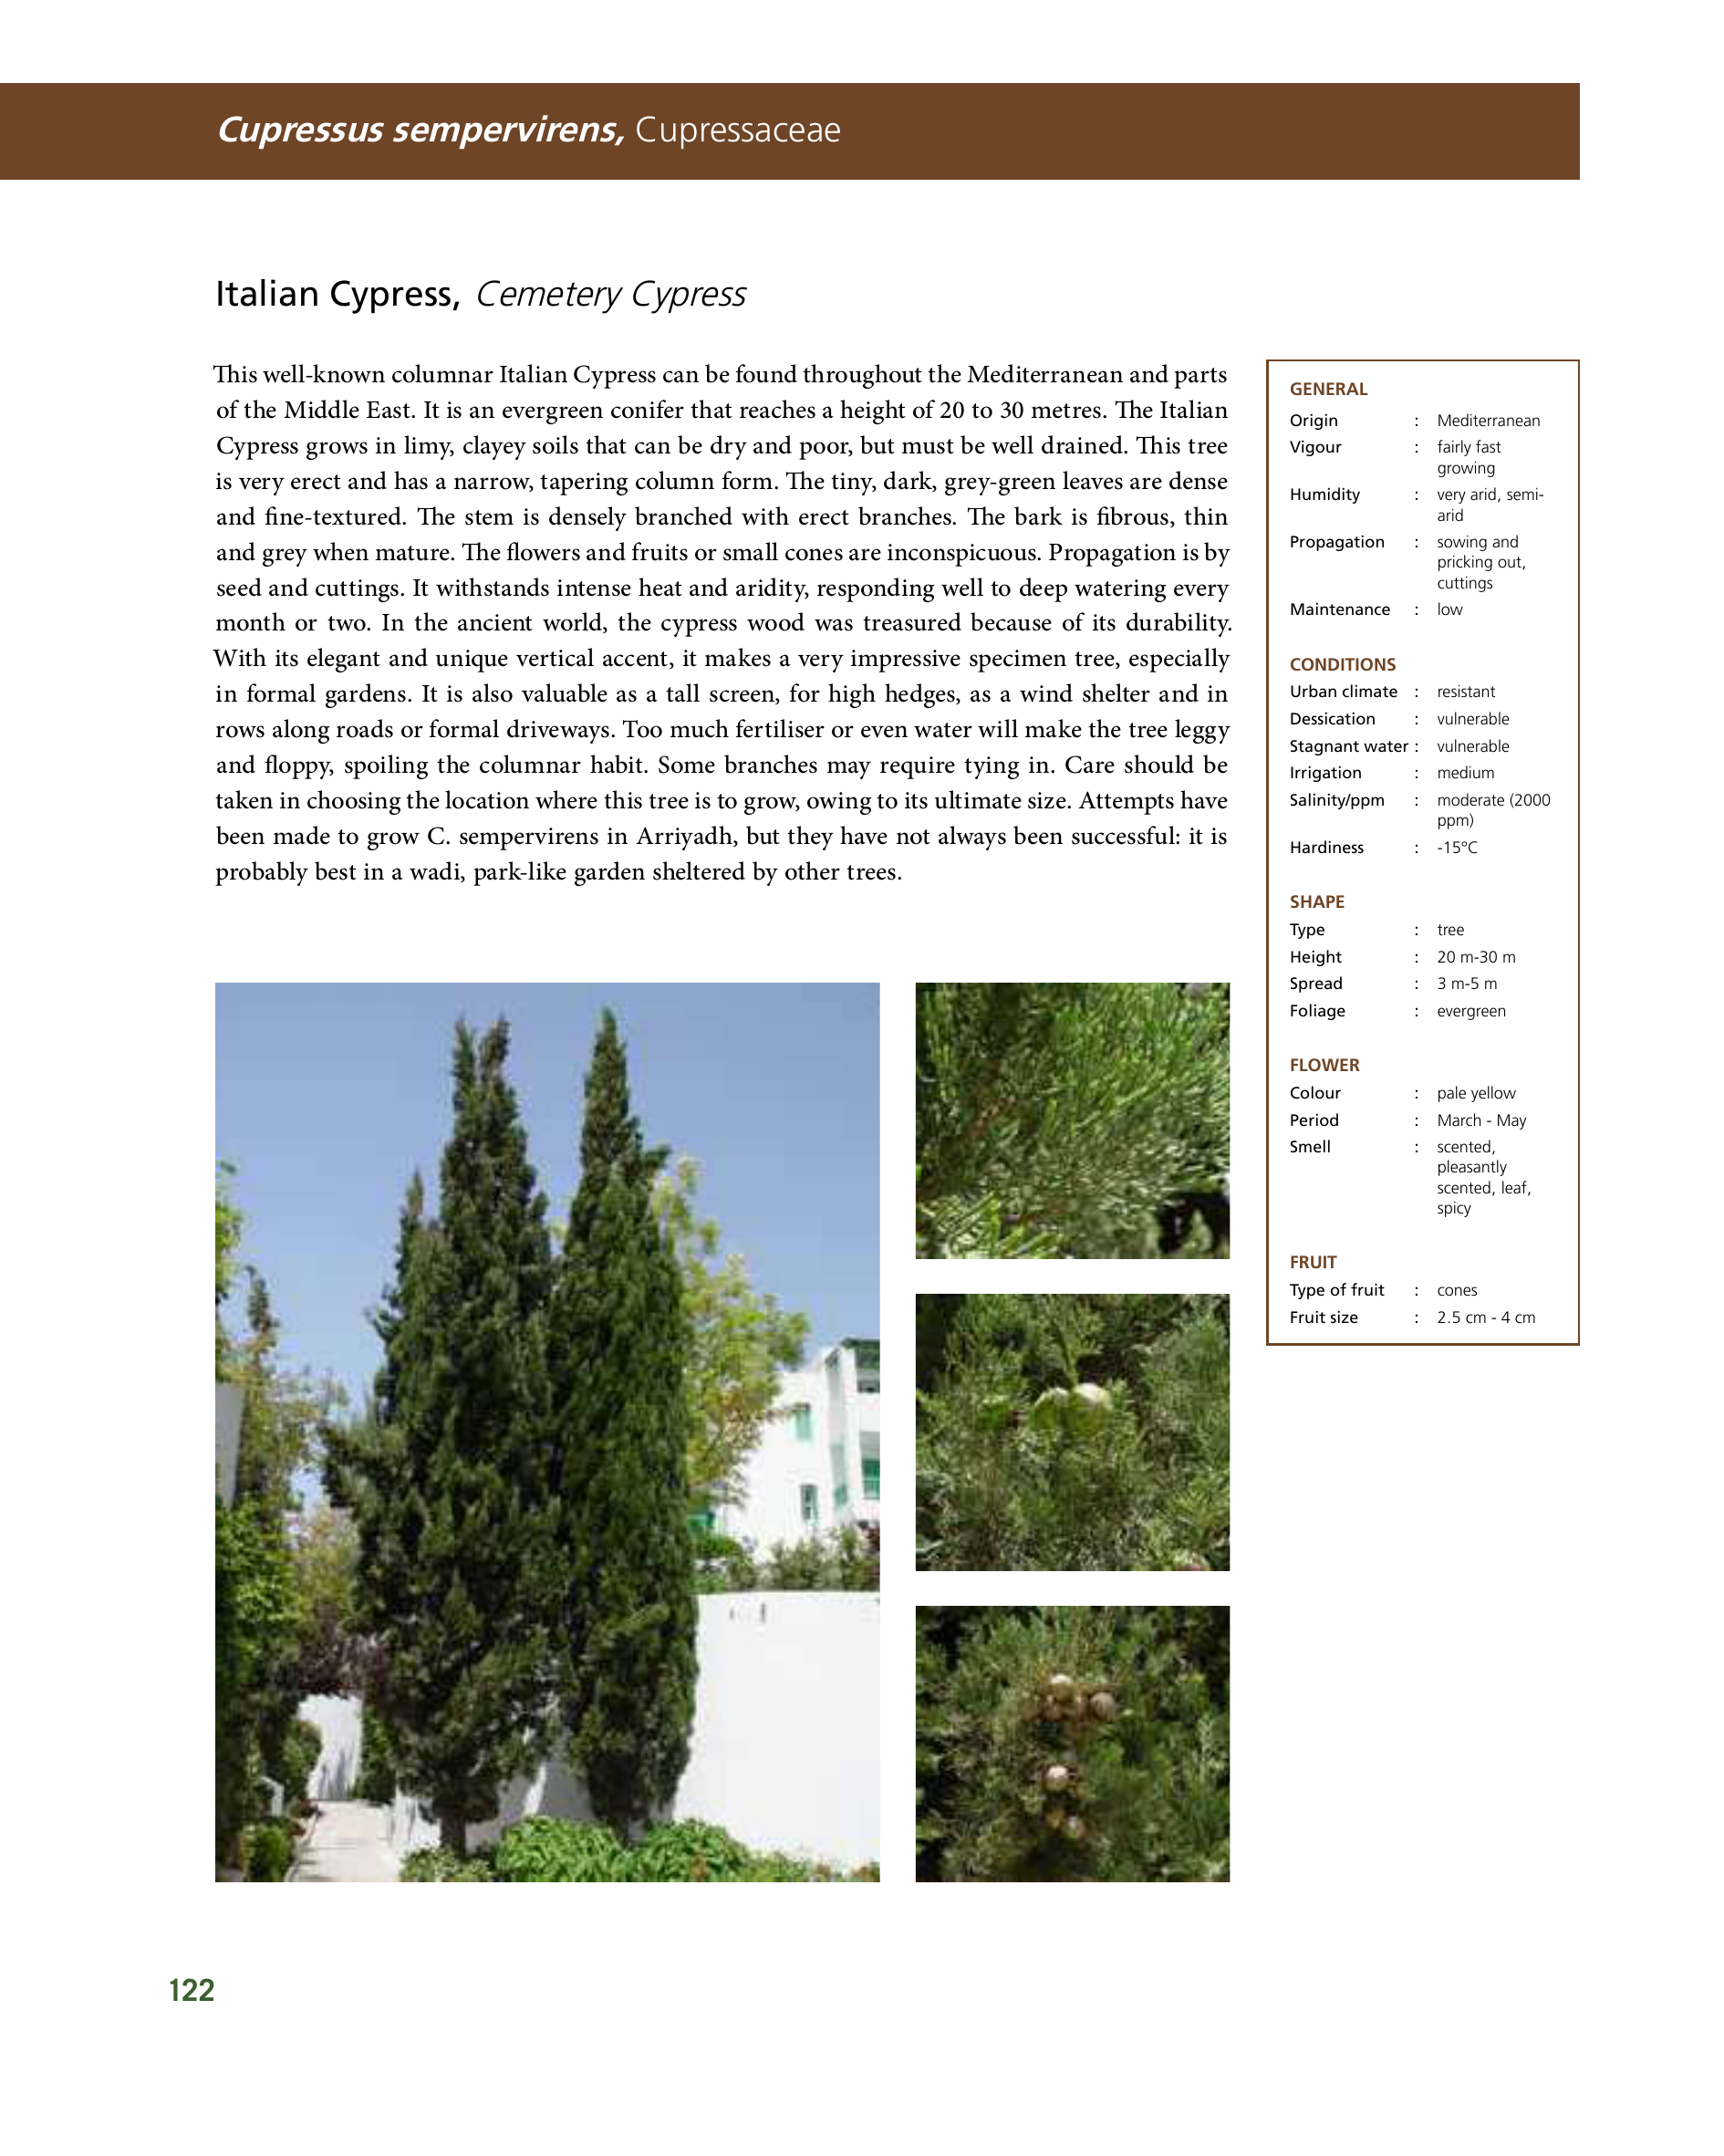 Cupressus sempervirens, Cupressaceae
Italian Cypress, Cemetery Cypress
This well-known columnar Italian Cypress can be found throughout the Mediterranean and parts
of the Middle East. It is an evergreen conifer that reaches a height of 20 to 30 metres. The Italian
Cypress grows in limy, clayey soils that can be dry and poor, but must be well drained. This tree
is very erect and has a narrow, tapering column form. The tiny, dark, grey-green leaves are dense
and fine-textured. The stem is densely branched with erect branches. The bark is fibrous, thin
and grey when mature. The flowers and fruits or small cones are inconspicuous. Propagation is by
seed and cuttings. It withstands intense heat and aridity, responding well to deep watering every
month or two. In the ancient world, the cypress wood was treasured because of its durability.
With its elegant and unique vertical accent, it makes a very impressive specimen tree, especially
in formal gardens. It is also valuable as a tall screen, for high hedges, as a wind shelter and in
rows along roads or formal driveways. Too much fertiliser or even water will make the tree leggy
and floppy, spoiling the columnar habit. Some branches may require tying in. Care should be
taken in choosing the location where this tree is to grow, owing to its ultimate size. Attempts have
been made to grow C. sempervirens in Arriyadh, but they have not always been successful: it is
probably best in a wadi, park-like garden sheltered by other trees.
GENERAL
Origin : Mediterranean
Vigour : fairly fast
growing
Humidity : very arid, semi-
arid
Propagation : sowing and
pricking out,
cuttings
Maintenance : low
CONDITIONS
Urban climate : resistant
Dessication : vulnerable
Stagnant water : vulnerable
Irrigation : medium
Salinity/ppm : moderate (2000
ppm)
Hardiness : -15°C
SHAPE
Type : tree
Height : 20 m-30 m
Spread : 3 m-5 m
Foliage : evergreen
FLOWER
Colour : pale yellow
Period : March - May
Smell : scented,
pleasantly
scented, leaf,
spicy
FRUIT
Type of fruit : cones
Fruit size : 2.5 cm - 4 cm
122